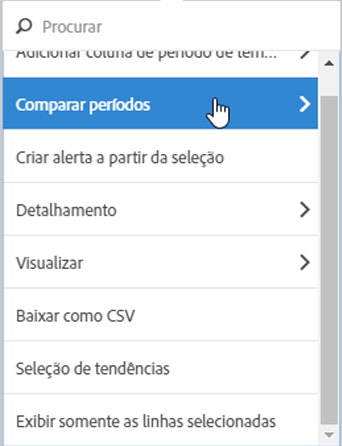 Procurar
Adicionar coluna de período de tem...
Comparar períodos
Criar alerta a partir da seleção
Detalhamento
Visualizar
Baixar como CSV
Seleção de tendências
Exibir somente as linhas selecionadas